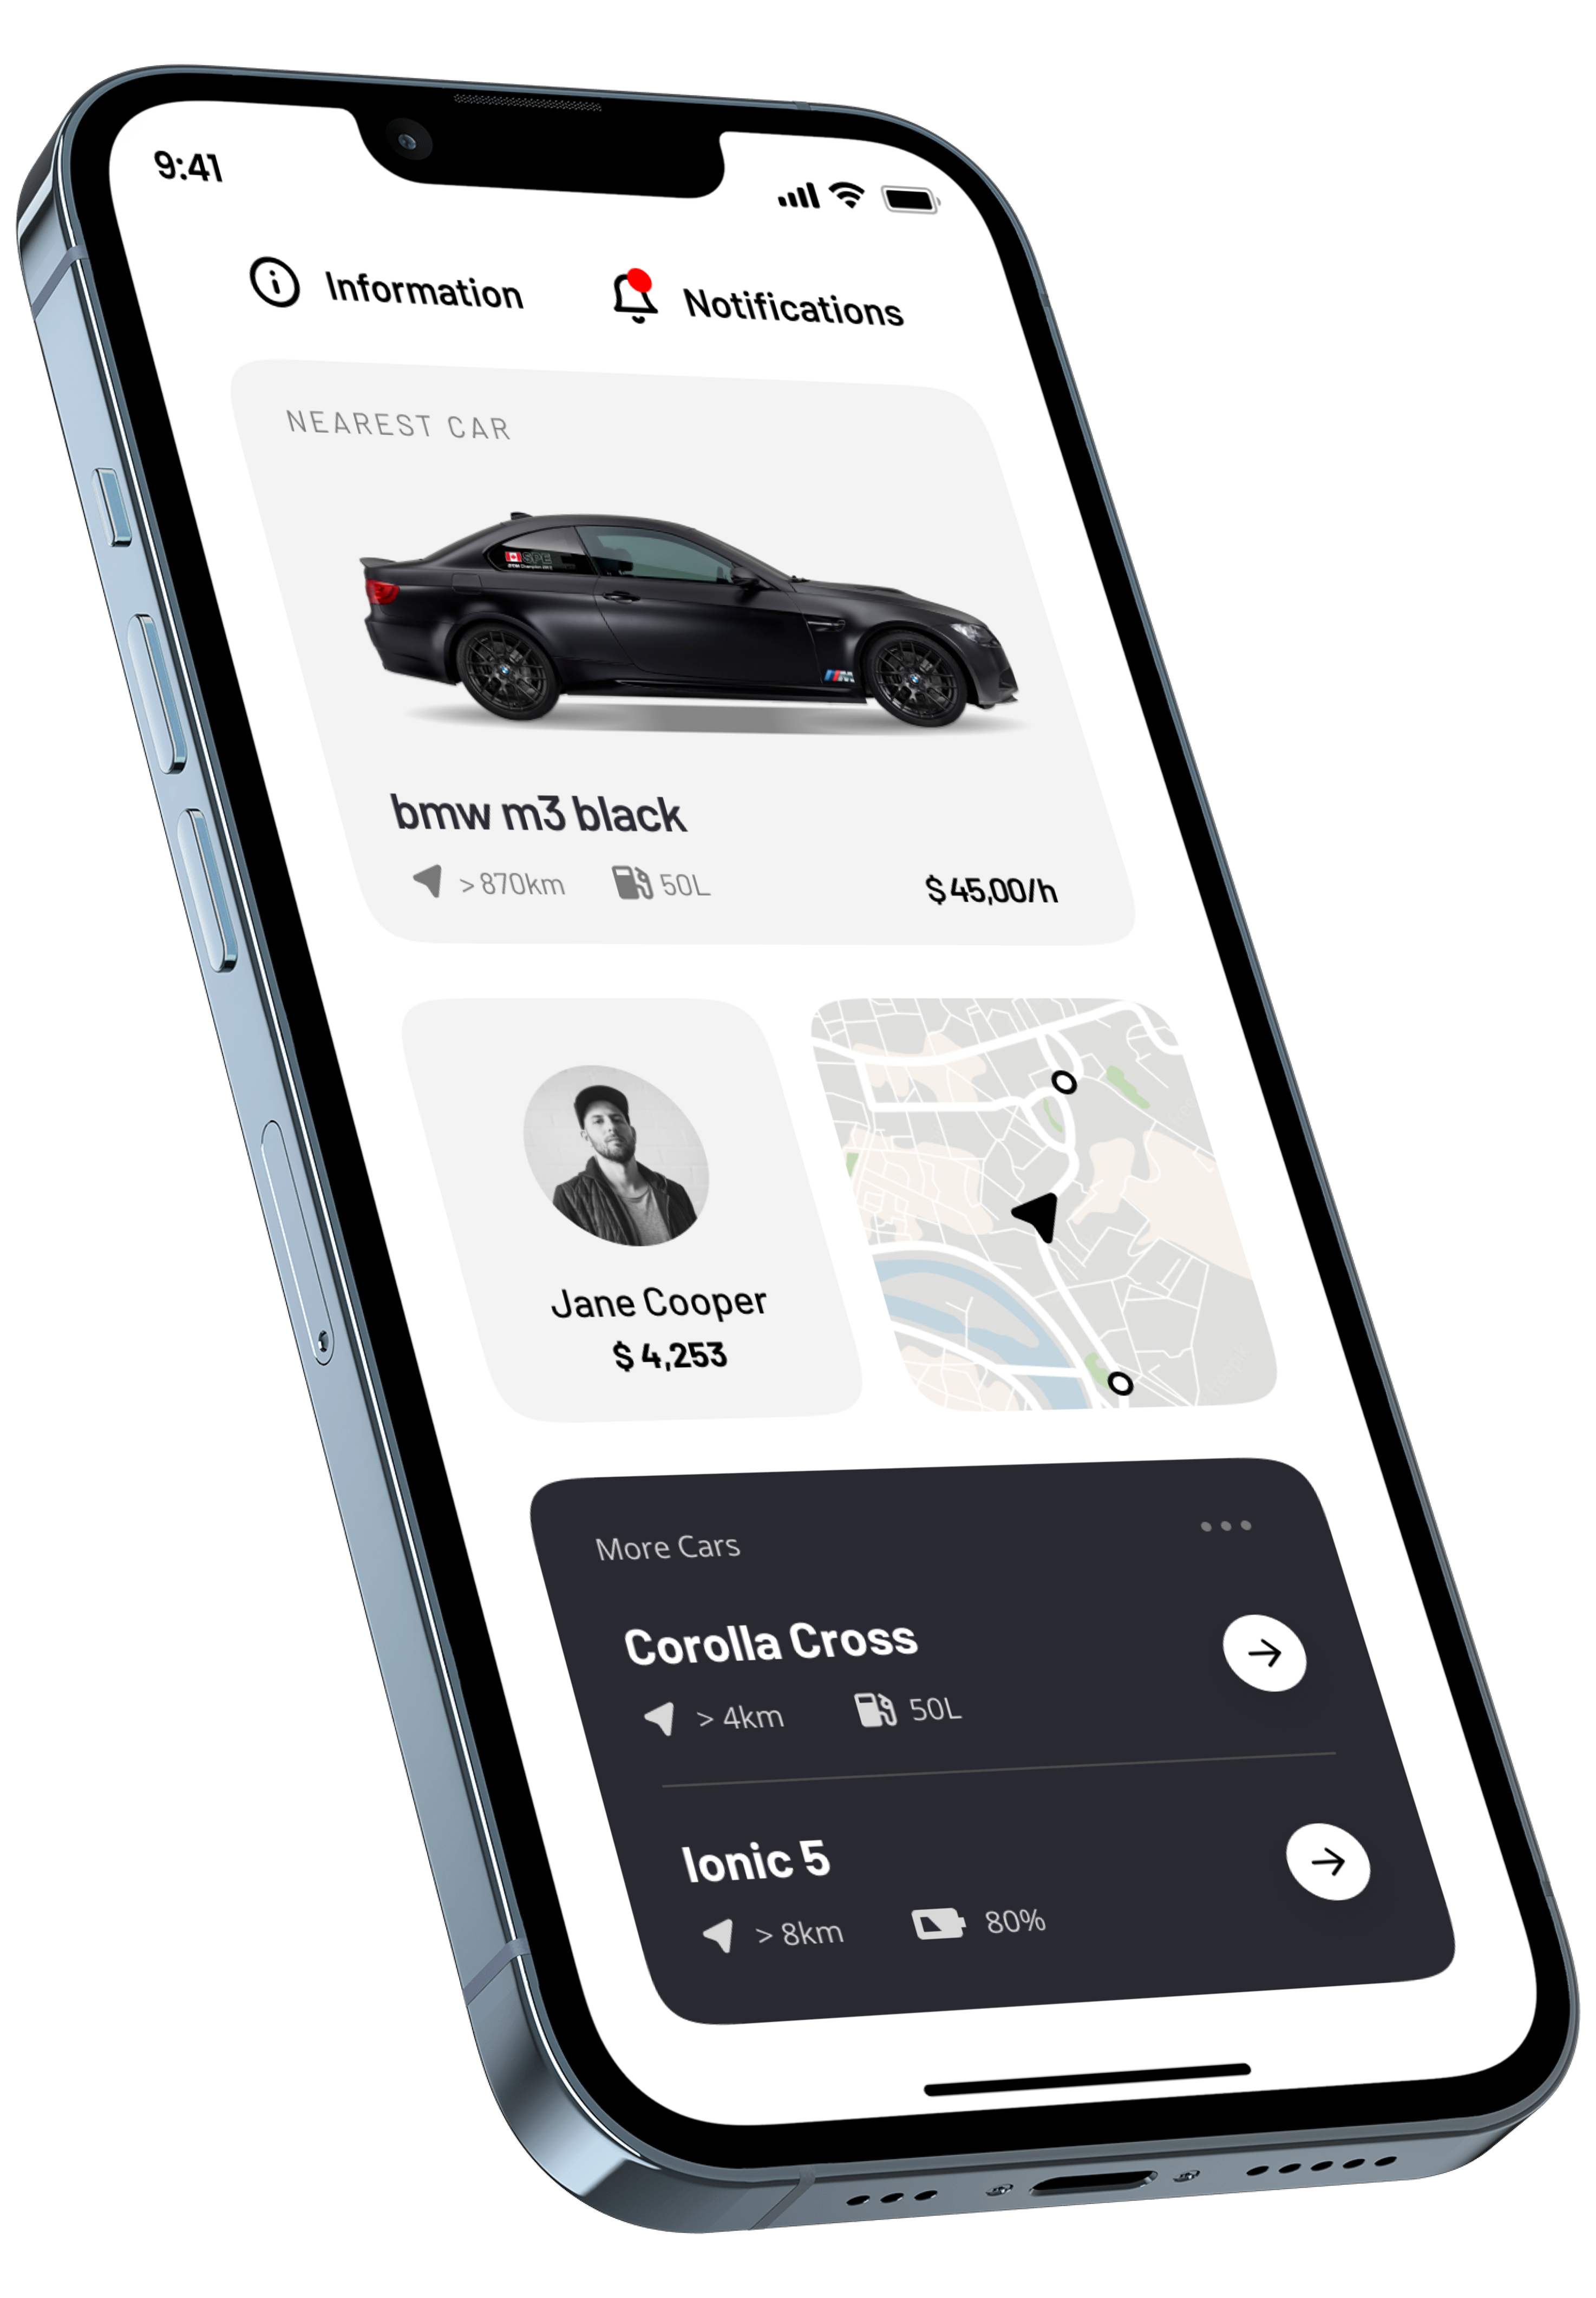 9:41
Information
Notifications
NEAREST CAR
SPE
M
bmw m3 black
> 870km
50L
$ 45,00/h
Jane Cooper
$ 4,253
More Cars
Corolla Cross
> 4km
50L
Ionic 5
> 8km
80%